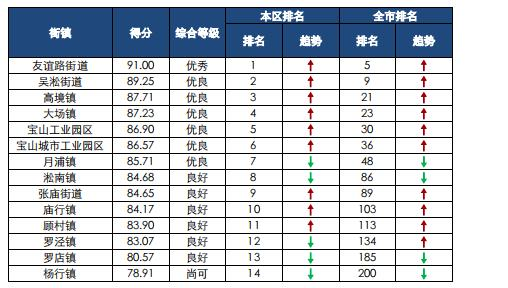 街镇 得分 综合等级 本区排名 全市排名
排名 趋势 排名 趋势
友谊路街道 91.00 优秀 1 ↑ 5 ↑
吴淞街道 89.25 优良 2 ↑ 9 ↑
高境镇 87.71 优良 3 ↑ 21 ↑
大场镇 87.23 优良 4 ↑ 23 ↑
宝山工业园区 86.90 优良 5 ↑ 30 ↑
宝山城市工业园区 86.57 优良 6 ↑ 36 ↑
月浦镇 85.71 优良 7 ↓ 48 ↓
淞南镇 84.68 良好 8 ↓ 86 ↓
张庙街道 84.65 良好 9 ↑ 89 ↑
庙行镇 84.17 良好 10 ↑ 103 ↑
顾村镇 83.90 良好 11 ↑ 113 ↑
罗泾镇 83.07 良好 12 ↓ 134 ↑
罗店镇 80.57 良好 13 ↓ 185 ↓
杨行镇 78.91 尚可 14 ↓ 200 ↓